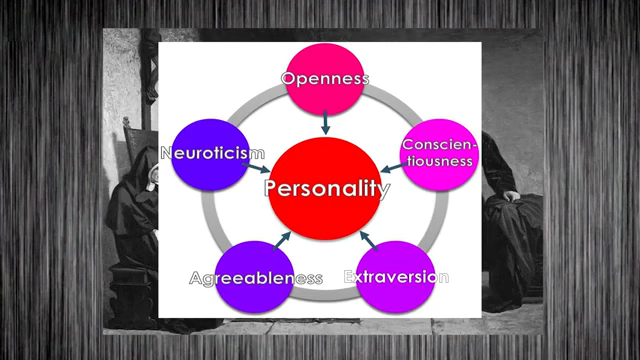 Openness
Neuroticism
Conscien-
tiousness
Personality
Agreeableness
Extraversion